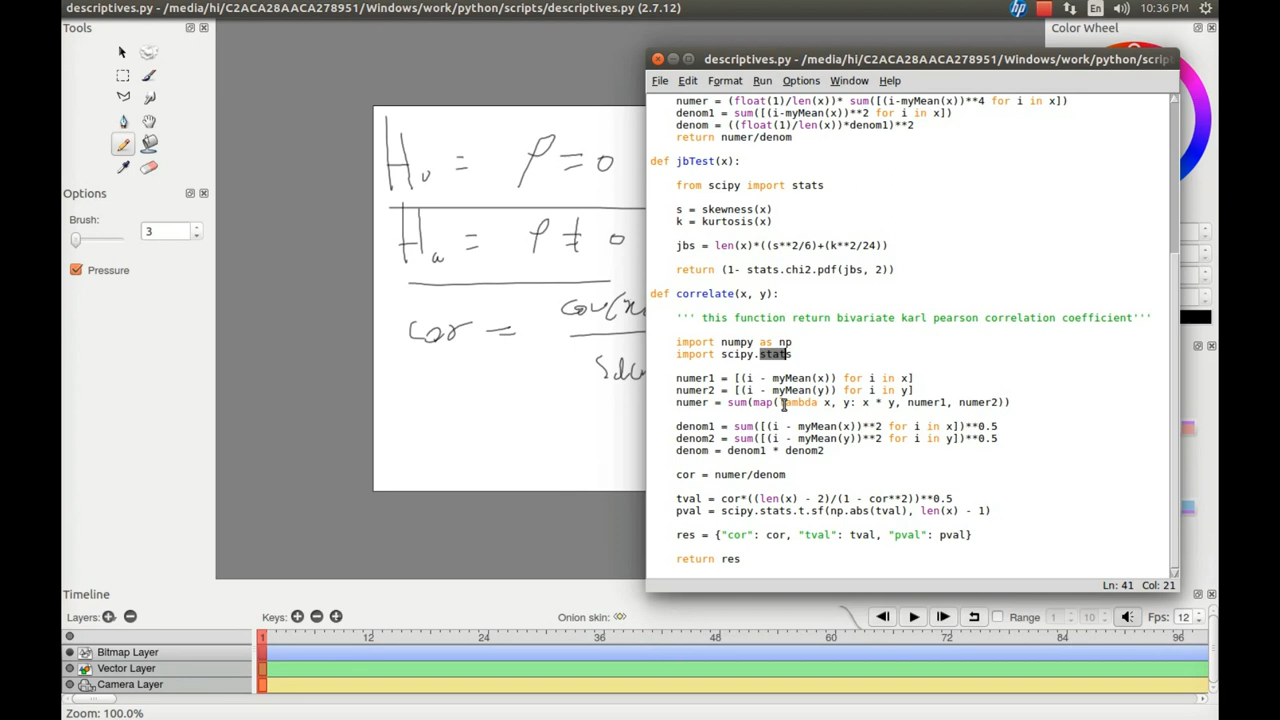 descriptives.py - /media/hi/C2ACA28AACA278951/Windows/work/python/scripts/descriptives.py (2.7.12)
En
10:36 PM
Tools
Options
Brush:
3
Pressure
Color Wheel
H0 = ρ = 0
Ha = ρ ≠ 0
cor =
cov(x
descriptives.py - /media/hi/C2ACA28AACA278951/Windows/work/python/script
File Edit Format Run Options Window Help
numer = (float(1)/len(x))* sum([(i-myMean(x))**4 for i in x])
denom1 = sum([(i-myMean(x))**2 for i in x])
denom = ((float(1)/len(x))*denom1)**2
return numer/denom
def jbTest(x):
from scipy import stats
s = skewness(x)
k = kurtosis(x)
jbs = len(x)*((s**2/6)+(k**2/24))
return (1- stats.chi2.pdf(jbs, 2))
def correlate(x, y):
''' this function return bivariate karl pearson correlation coefficient'''
import numpy as np
import scipy.stats
numer1 = [(i - myMean(x)) for i in x]
numer2 = [(i - myMean(y)) for i in y]
numer = sum(map(lambda x, y: x * y, numer1, numer2))
denom1 = sum([(i - myMean(x))**2 for i in x])**0.5
denom2 = sum([(i - myMean(y))**2 for i in y])**0.5
denom = denom1 * denom2
cor = numer/denom
tval = cor*((len(x) - 2)/(1 - cor**2))**0.5
pval = scipy.stats.t.sf(np.abs(tval), len(x) - 1)
res = {"cor": cor, "tval": tval, "pval": pval}
return res
Ln: 41 Col: 21
Timeline
Layers:
Keys:
Onion skin:
Range
1
10
Fps: 12
1 12 24 36 48 60 72 84 96
Bitmap Layer
Vector Layer
Camera Layer
Zoom: 100.0%